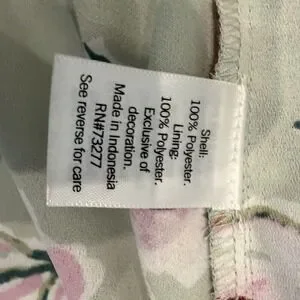 Shell:
100% Polyester.
Lining:
100% Polyester.
Exclusive of
decoration.
Made in Indonesia
RN#73277
See reverse for care